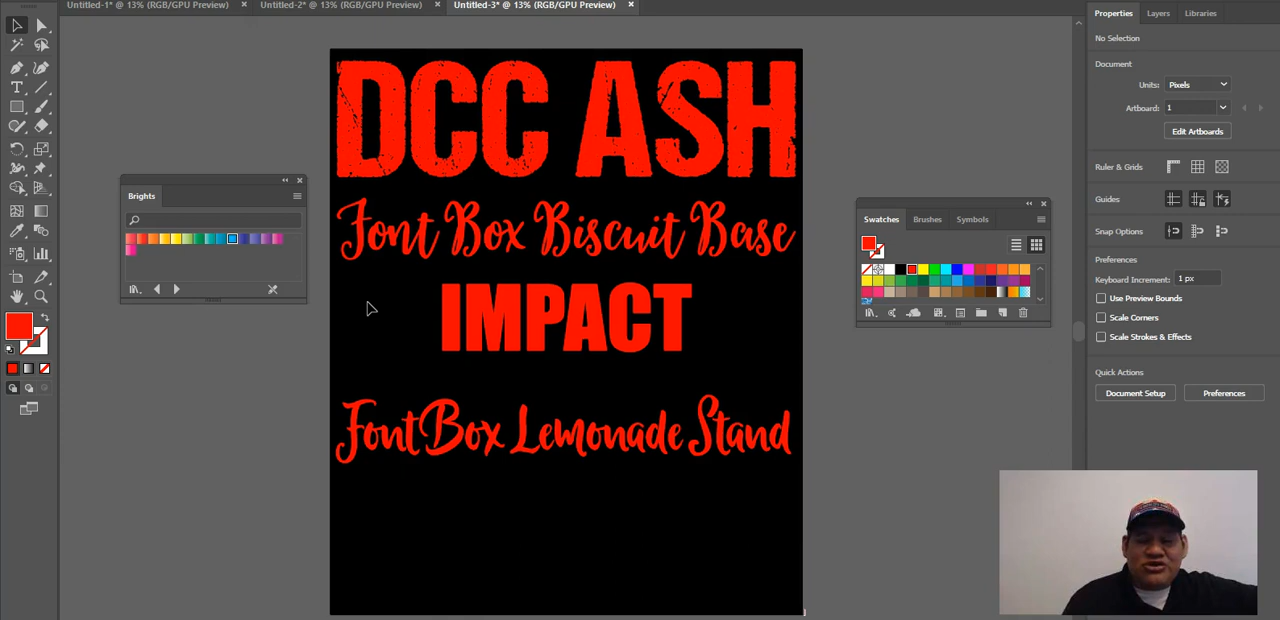 Untitled-1* @ 13% (RGB/GPU Preview) × Untitled-2* @ 13% (RGB/GPU Preview) × Untitled-3* @ 13% (RGB/GPU Preview) ×
Properties Layers Libraries
No Selection
Document
Units: Pixels
Artboard: 1
Edit Artboards
Ruler & Grids
Guides
Snap Options
Preferences
Keyboard Increment: 1 px
Use Preview Bounds
Scale Corners
Scale Strokes & Effects
Quick Actions
Document Setup Preferences
Brights
Swatches Brushes Symbols
DCC ASH
Font Box Biscuit Base
IMPACT
FontBox Lemonade Stand